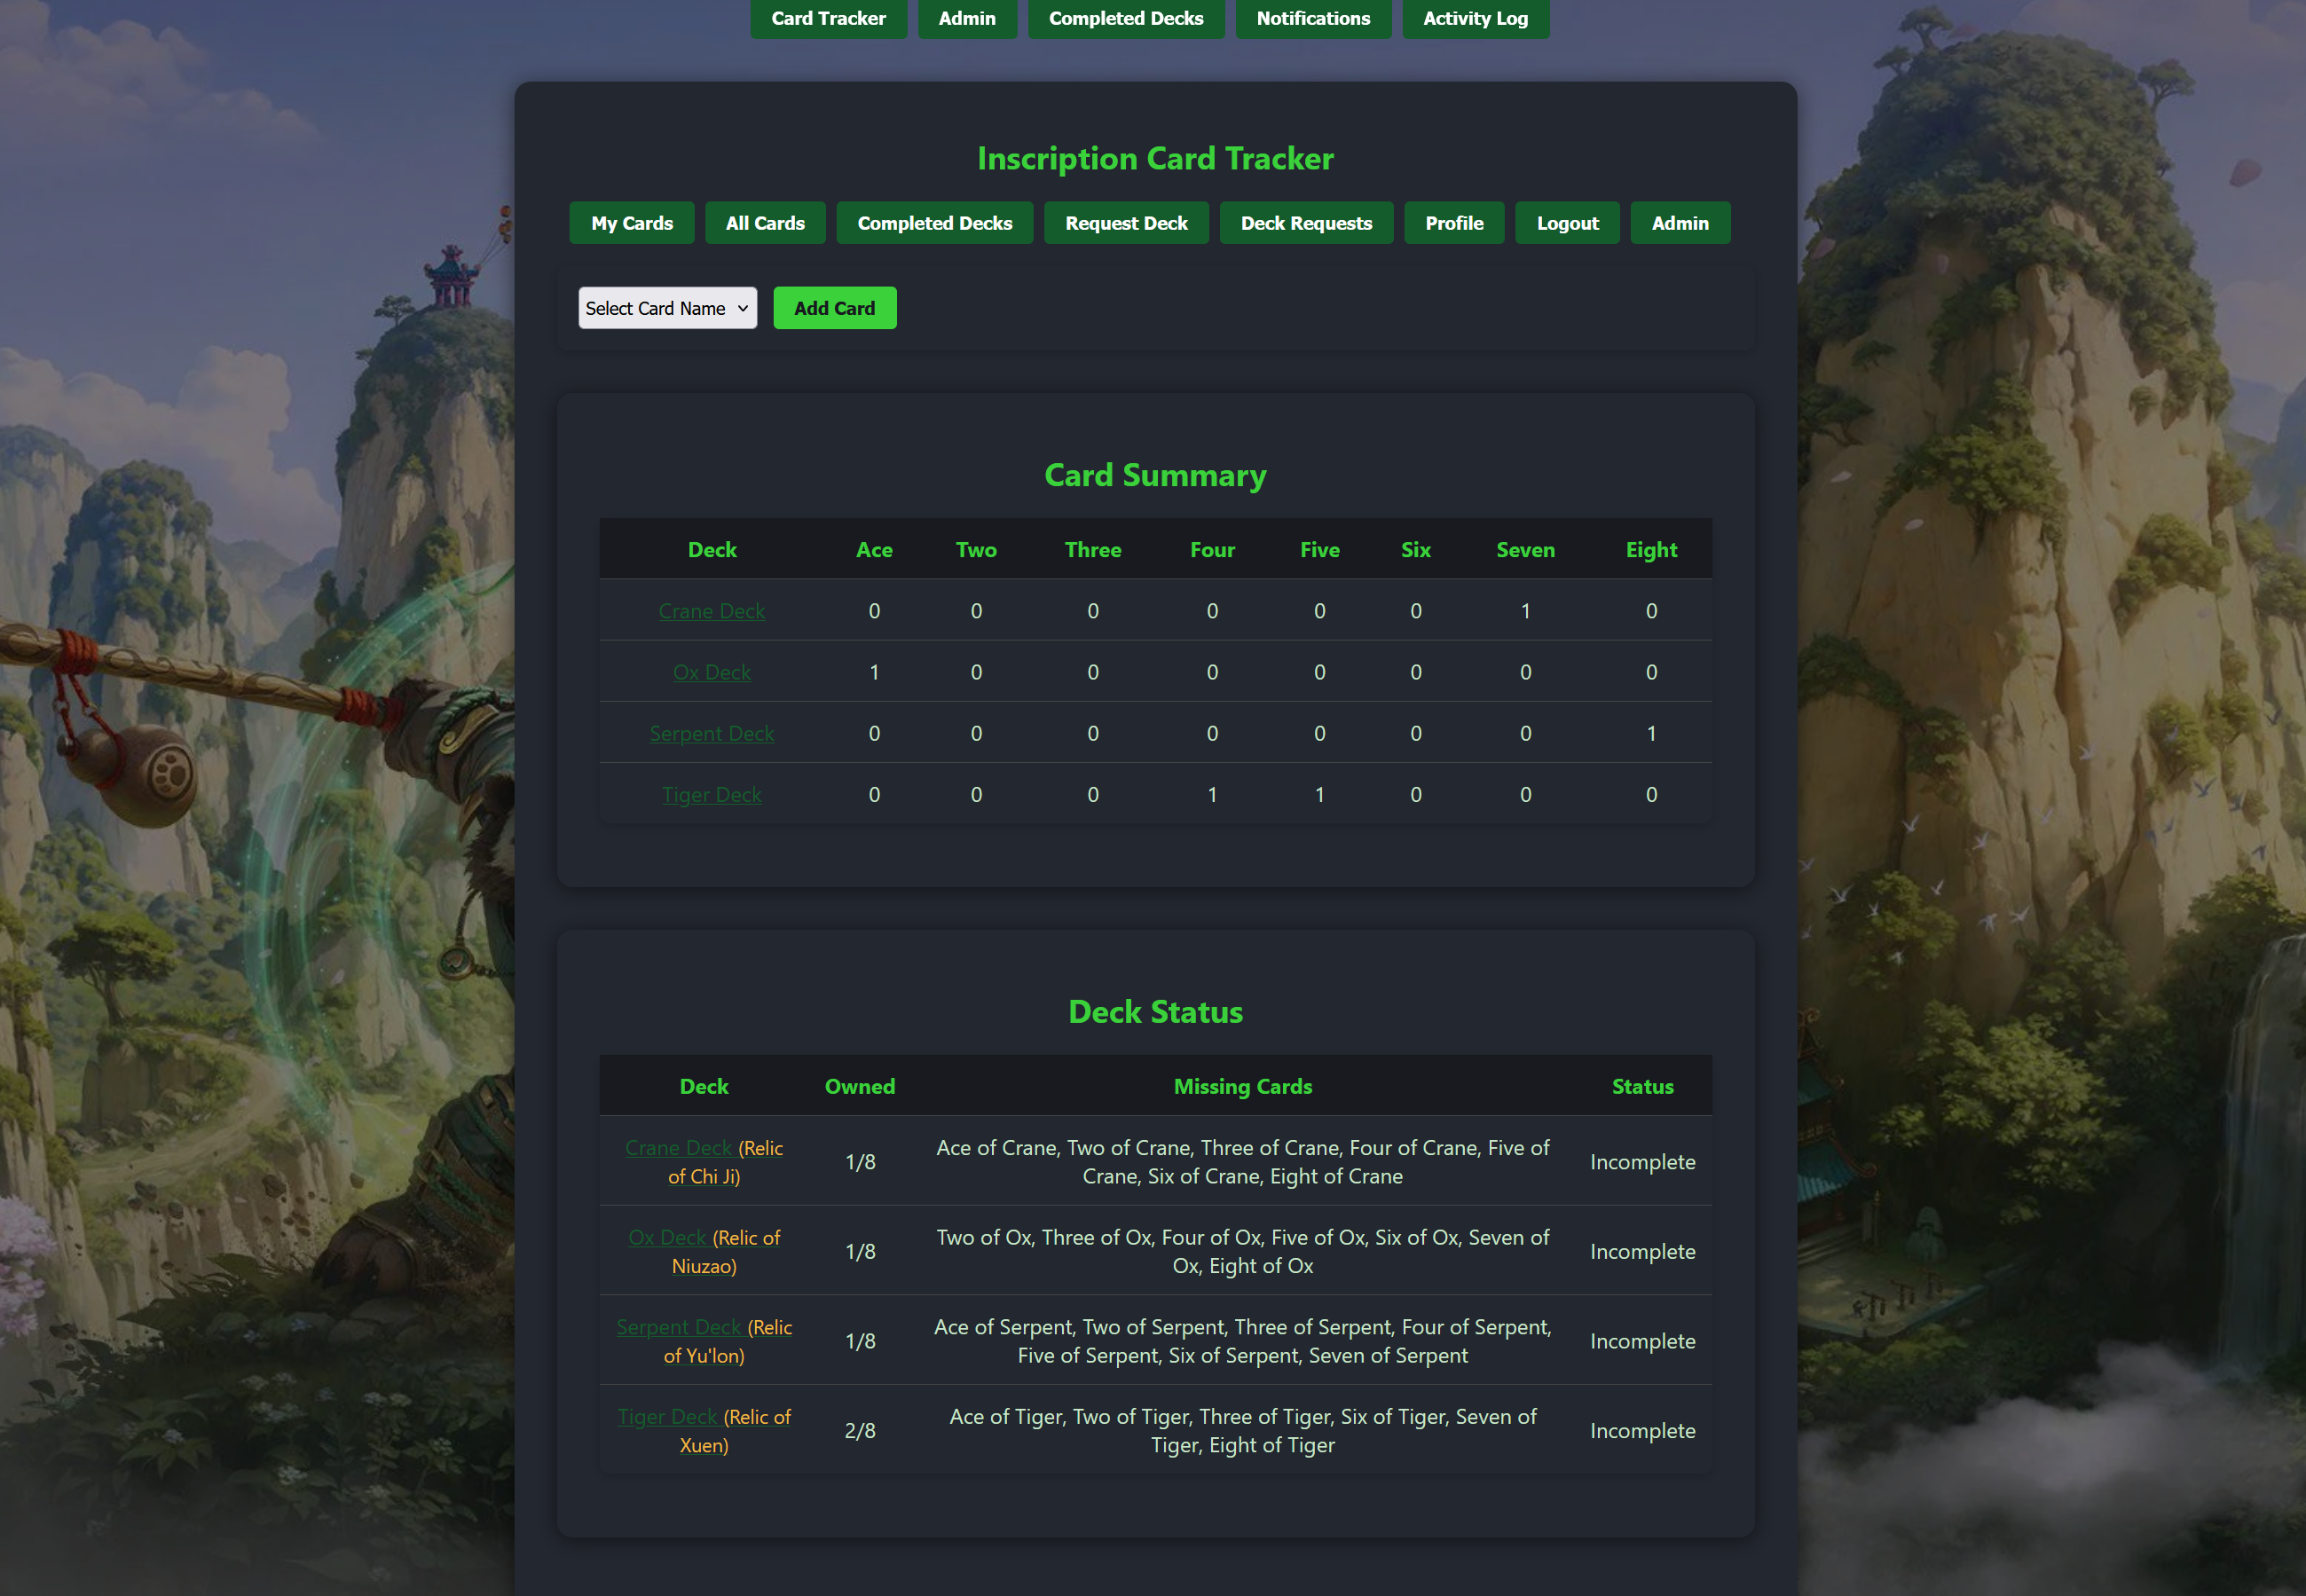 Card Tracker Admin Completed Decks Notifications Activity Log
Inscription Card Tracker
My Cards All Cards Completed Decks Request Deck Deck Requests Profile Logout Admin
Select Card Name Add Card
Card Summary
Deck Ace Two Three Four Five Six Seven Eight
Crane Deck 0 0 0 0 0 0 1 0
Ox Deck 1 0 0 0 0 0 0 0
Serpent Deck 0 0 0 0 0 0 0 1
Tiger Deck 0 0 0 1 1 0 0 0
Deck Status
Deck Owned Missing Cards Status
Crane Deck (Relic
of Chi Ji)
1/8
Ace of Crane, Two of Crane, Three of Crane, Four of Crane, Five of
Crane, Six of Crane, Eight of Crane
Incomplete
Ox Deck (Relic of
Niuzao)
1/8
Two of Ox, Three of Ox, Four of Ox, Five of Ox, Six of Ox, Seven of
Ox, Eight of Ox
Incomplete
Serpent Deck (Relic
of Yu'lon)
1/8
Ace of Serpent, Two of Serpent, Three of Serpent, Four of Serpent,
Five of Serpent, Six of Serpent, Seven of Serpent
Incomplete
Tiger Deck (Relic of
Xuen)
2/8
Ace of Tiger, Two of Tiger, Three of Tiger, Six of Tiger, Seven of
Tiger, Eight of Tiger
Incomplete